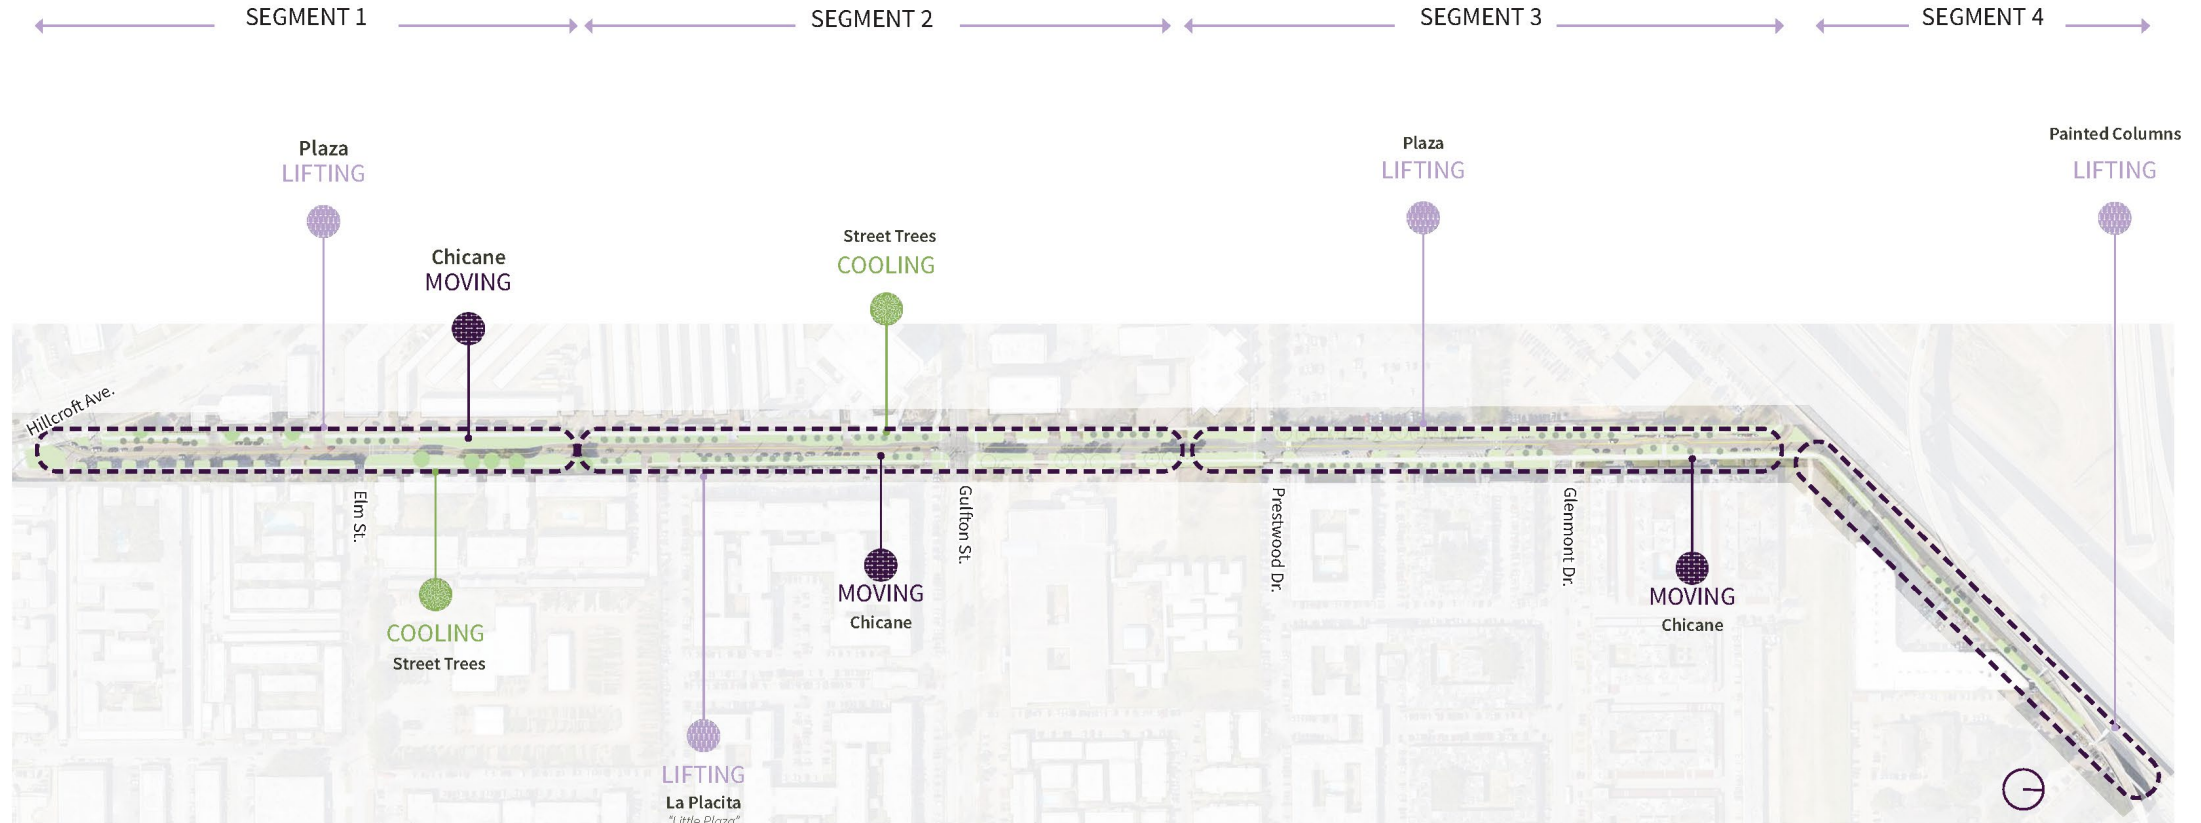 SEGMENT 1
SEGMENT 2
SEGMENT 3
SEGMENT 4
Plaza
LIFTING
Chicane
MOVING
Street Trees
COOLING
Plaza
LIFTING
Painted Columns
LIFTING
Hillcroft Ave.
Elm St.
Gulfton St.
Prestwood Dr.
Glenmont Dr.
COOLING
Street Trees
LIFTING
La Placita
"Little Plaza"
MOVING
Chicane
MOVING
Chicane